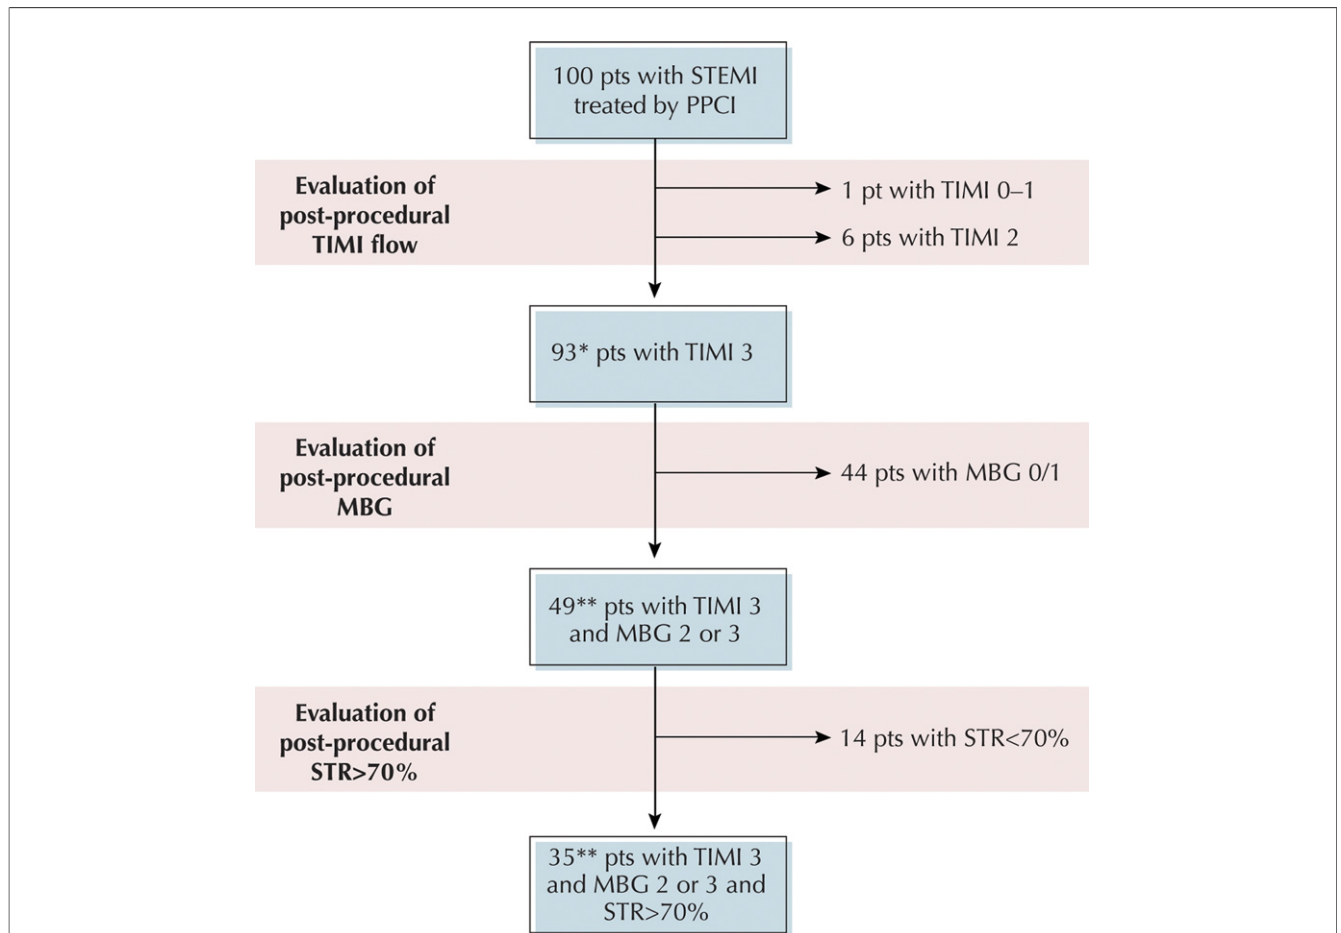 100 pts with STEMI
treated by PPCI
Evaluation of
post-procedural
TIMI flow
1 pt with TIMI 0–1
6 pts with TIMI 2
93* pts with TIMI 3
Evaluation of
post-procedural
MBG
44 pts with MBG 0/1
49** pts with TIMI 3
and MBG 2 or 3
Evaluation of
post-procedural
STR>70%
14 pts with STR<70%
35** pts with TIMI 3
and MBG 2 or 3 and
STR>70%